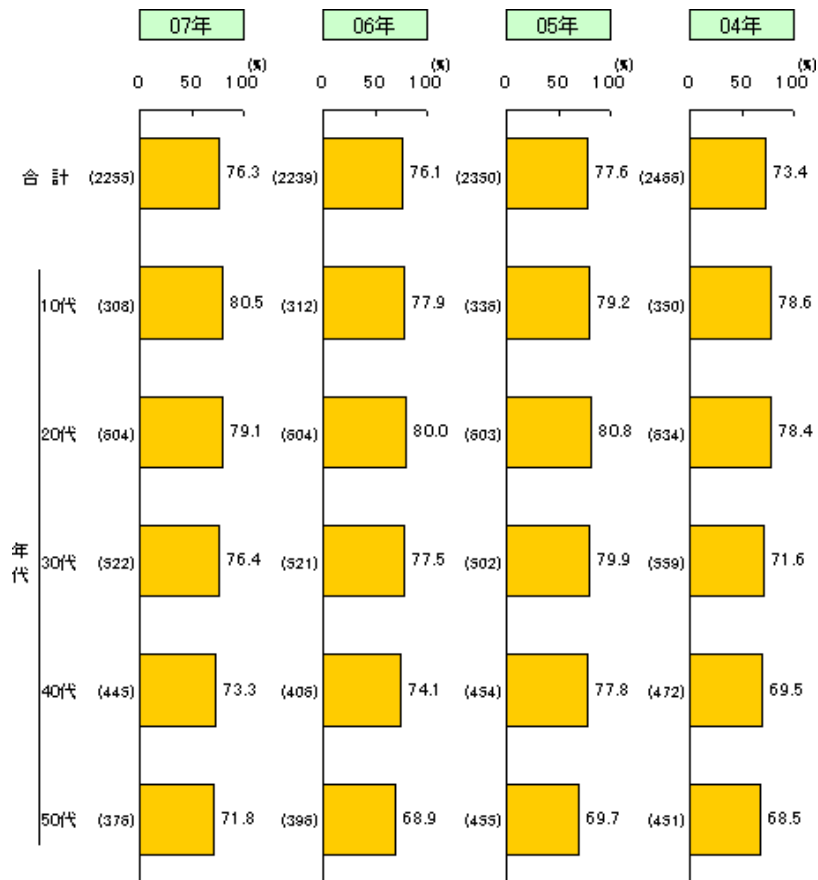 07年 06年 05年 04年
(%) (%) (%) (%)
0 50 100 0 50 100 0 50 100 0 50 100
合 計 (2255) 76.3 (2239) 76.1 (2350) 77.6 (2466) 73.4
10代 (308) 80.5 (312) 77.9 (336) 79.2 (350) 78.6
20代 (604) 79.1 (604) 80.0 (603) 80.8 (634) 78.4
年代
30代 (522) 76.4 (521) 77.5 (502) 79.9 (559) 71.6
40代 (445) 73.3 (406) 74.1 (454) 77.8 (472) 69.5
50代 (376) 71.8 (396) 68.9 (455) 69.7 (451) 68.5